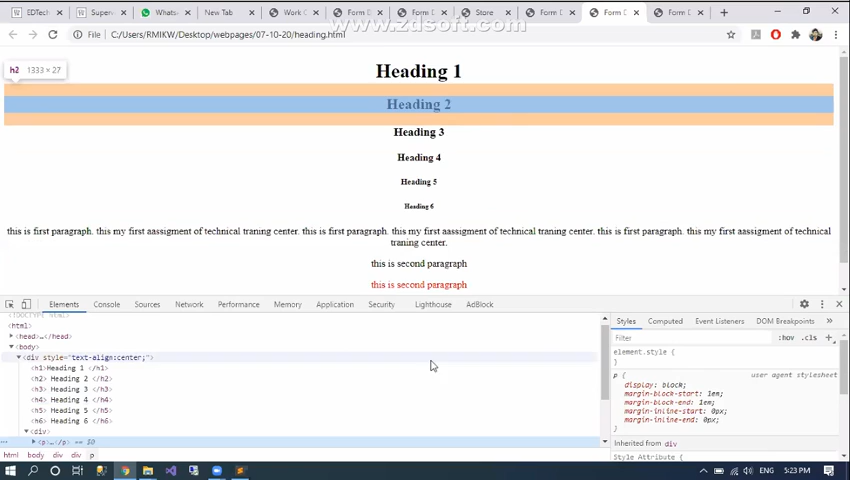 EDTech
Super
Whats
New Tab
Work C
Form E
Form D
Store
Form D
Form D
Form D
www.zdsoft.com
File C:/Users/RMIKW/Desktop/webpages/07-10-20/heading.html
h2 1333 × 27
Heading 1
Heading 2
Heading 3
Heading 4
Heading 5
Heading 6
this is first paragraph. this my first aassigment of technical traning center. this is first paragraph. this my first aassigment of technical traning center. this is first paragraph. this my first aassigment of technical
traning center.
this is second paragraph
this is second paragraph
Elements Console Sources Network Performance Memory Application Security Lighthouse AdBlock
<!DOCTYPE html>
<html>
<head>…</head>
<body>
<div style="text-align:center;">
<h1>Heading 1 </h1>
<h2> Heading 2 </h2>
<h3> Heading 3 </h3>
<h4> Heading 4 </h4>
<h5> Heading 5 </h5>
<h6> Heading 6 </h6>
<div>
<p>…</p> == $0
html body div div p
Styles Computed Event Listeners DOM Breakpoints
Filter :hov .cls
element.style {
}
p { user agent stylesheet
display: block;
margin-block-start: 1em;
margin-block-end: 1em;
margin-inline-start: 0px;
margin-inline-end: 0px;
}
Inherited from div
Style Attribute {
ENG 5:23 PM